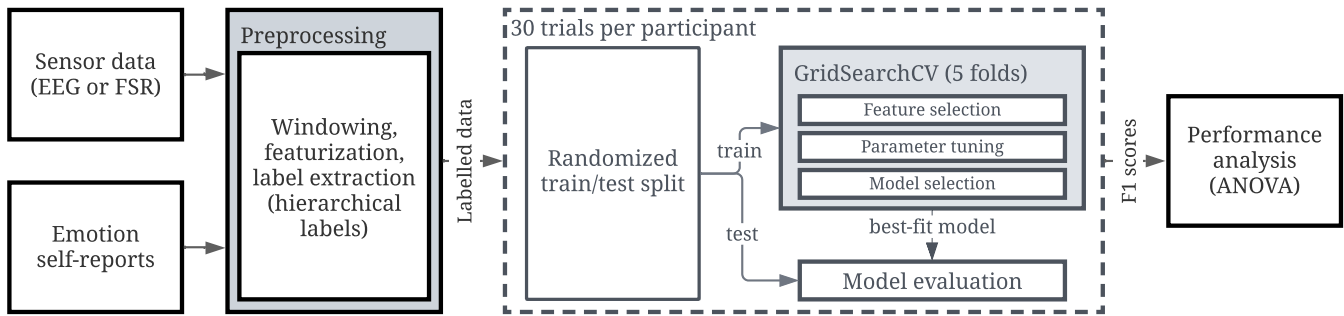 Sensor data
(EEG or FSR)
Emotion
self-reports
Preprocessing
Windowing,
featurization,
label extraction
(hierarchical
labels)
Labelled data
30 trials per participant
Randomized
train/test split
train
test
GridSearchCV (5 folds)
Feature selection
Parameter tuning
Model selection
best-fit model
Model evaluation
F1 scores
Performance
analysis
(ANOVA)